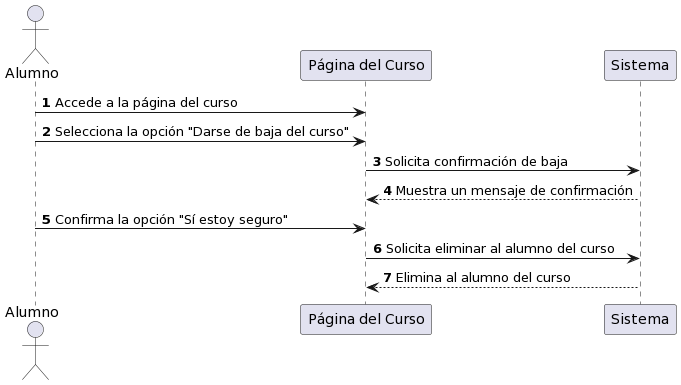 Alumno
Página del Curso
Sistema
1 Accede a la página del curso
2 Selecciona la opción "Darse de baja del curso"
3 Solicita confirmación de baja
4 Muestra un mensaje de confirmación
5 Confirma la opción "Sí estoy seguro"
6 Solicita eliminar al alumno del curso
7 Elimina al alumno del curso
Alumno
Página del Curso
Sistema